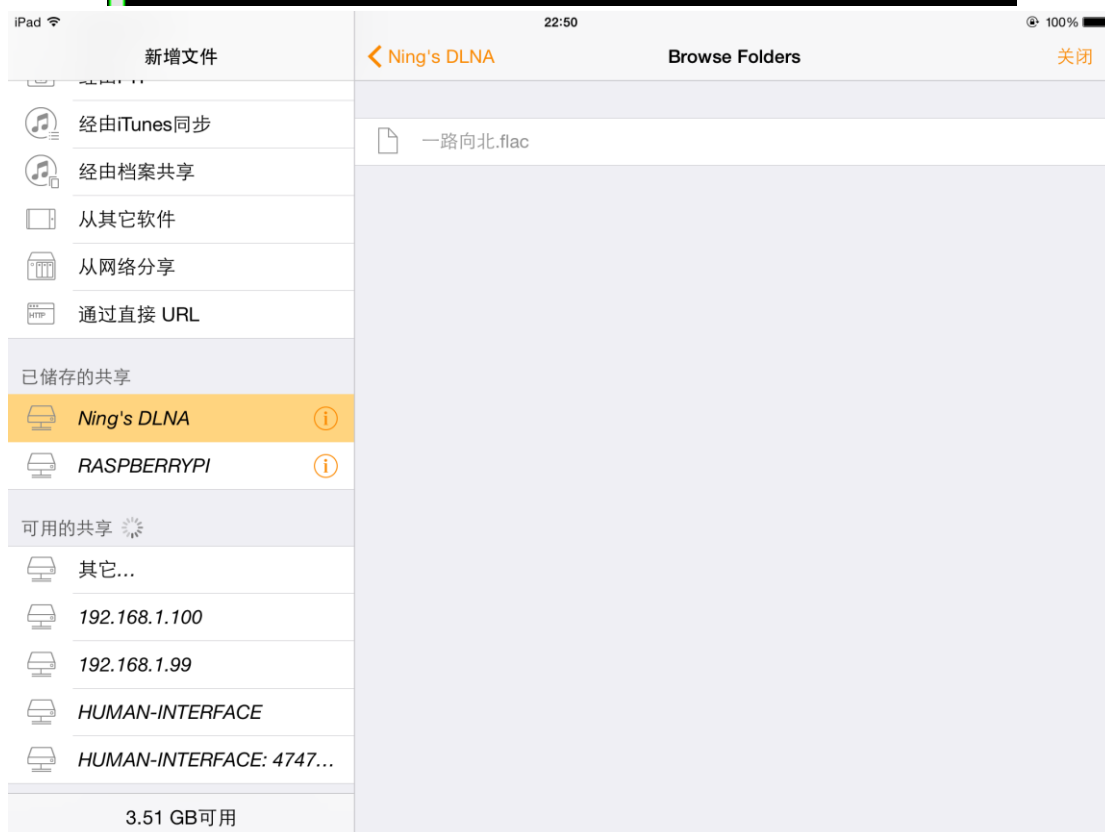 iPad
22:50
100%
新增文件
Ning's DLNA
Browse Folders
关闭
经由iTunes同步
经由档案共享
从其它软件
从网络分享
HTTP
通过直接 URL
一路向北.flac
已储存的共享
Ning's DLNA
RASPBERRYPI
可用的共享
其它...
192.168.1.100
192.168.1.99
HUMAN-INTERFACE
HUMAN-INTERFACE: 4747...
3.51 GB可用